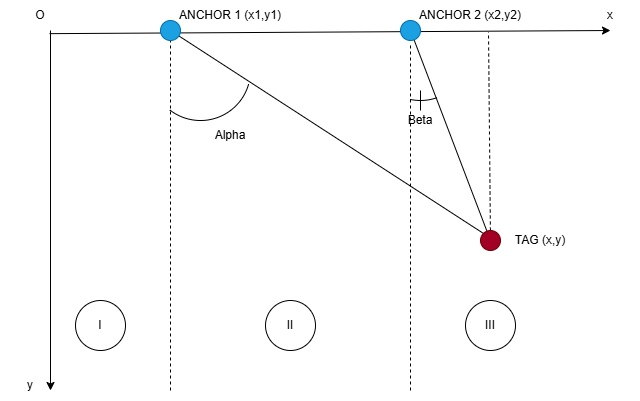 O
ANCHOR 1 (x1,y1)
ANCHOR 2 (x2,y2)
x
Beta
Alpha
TAG (x,y)
I
II
III
y